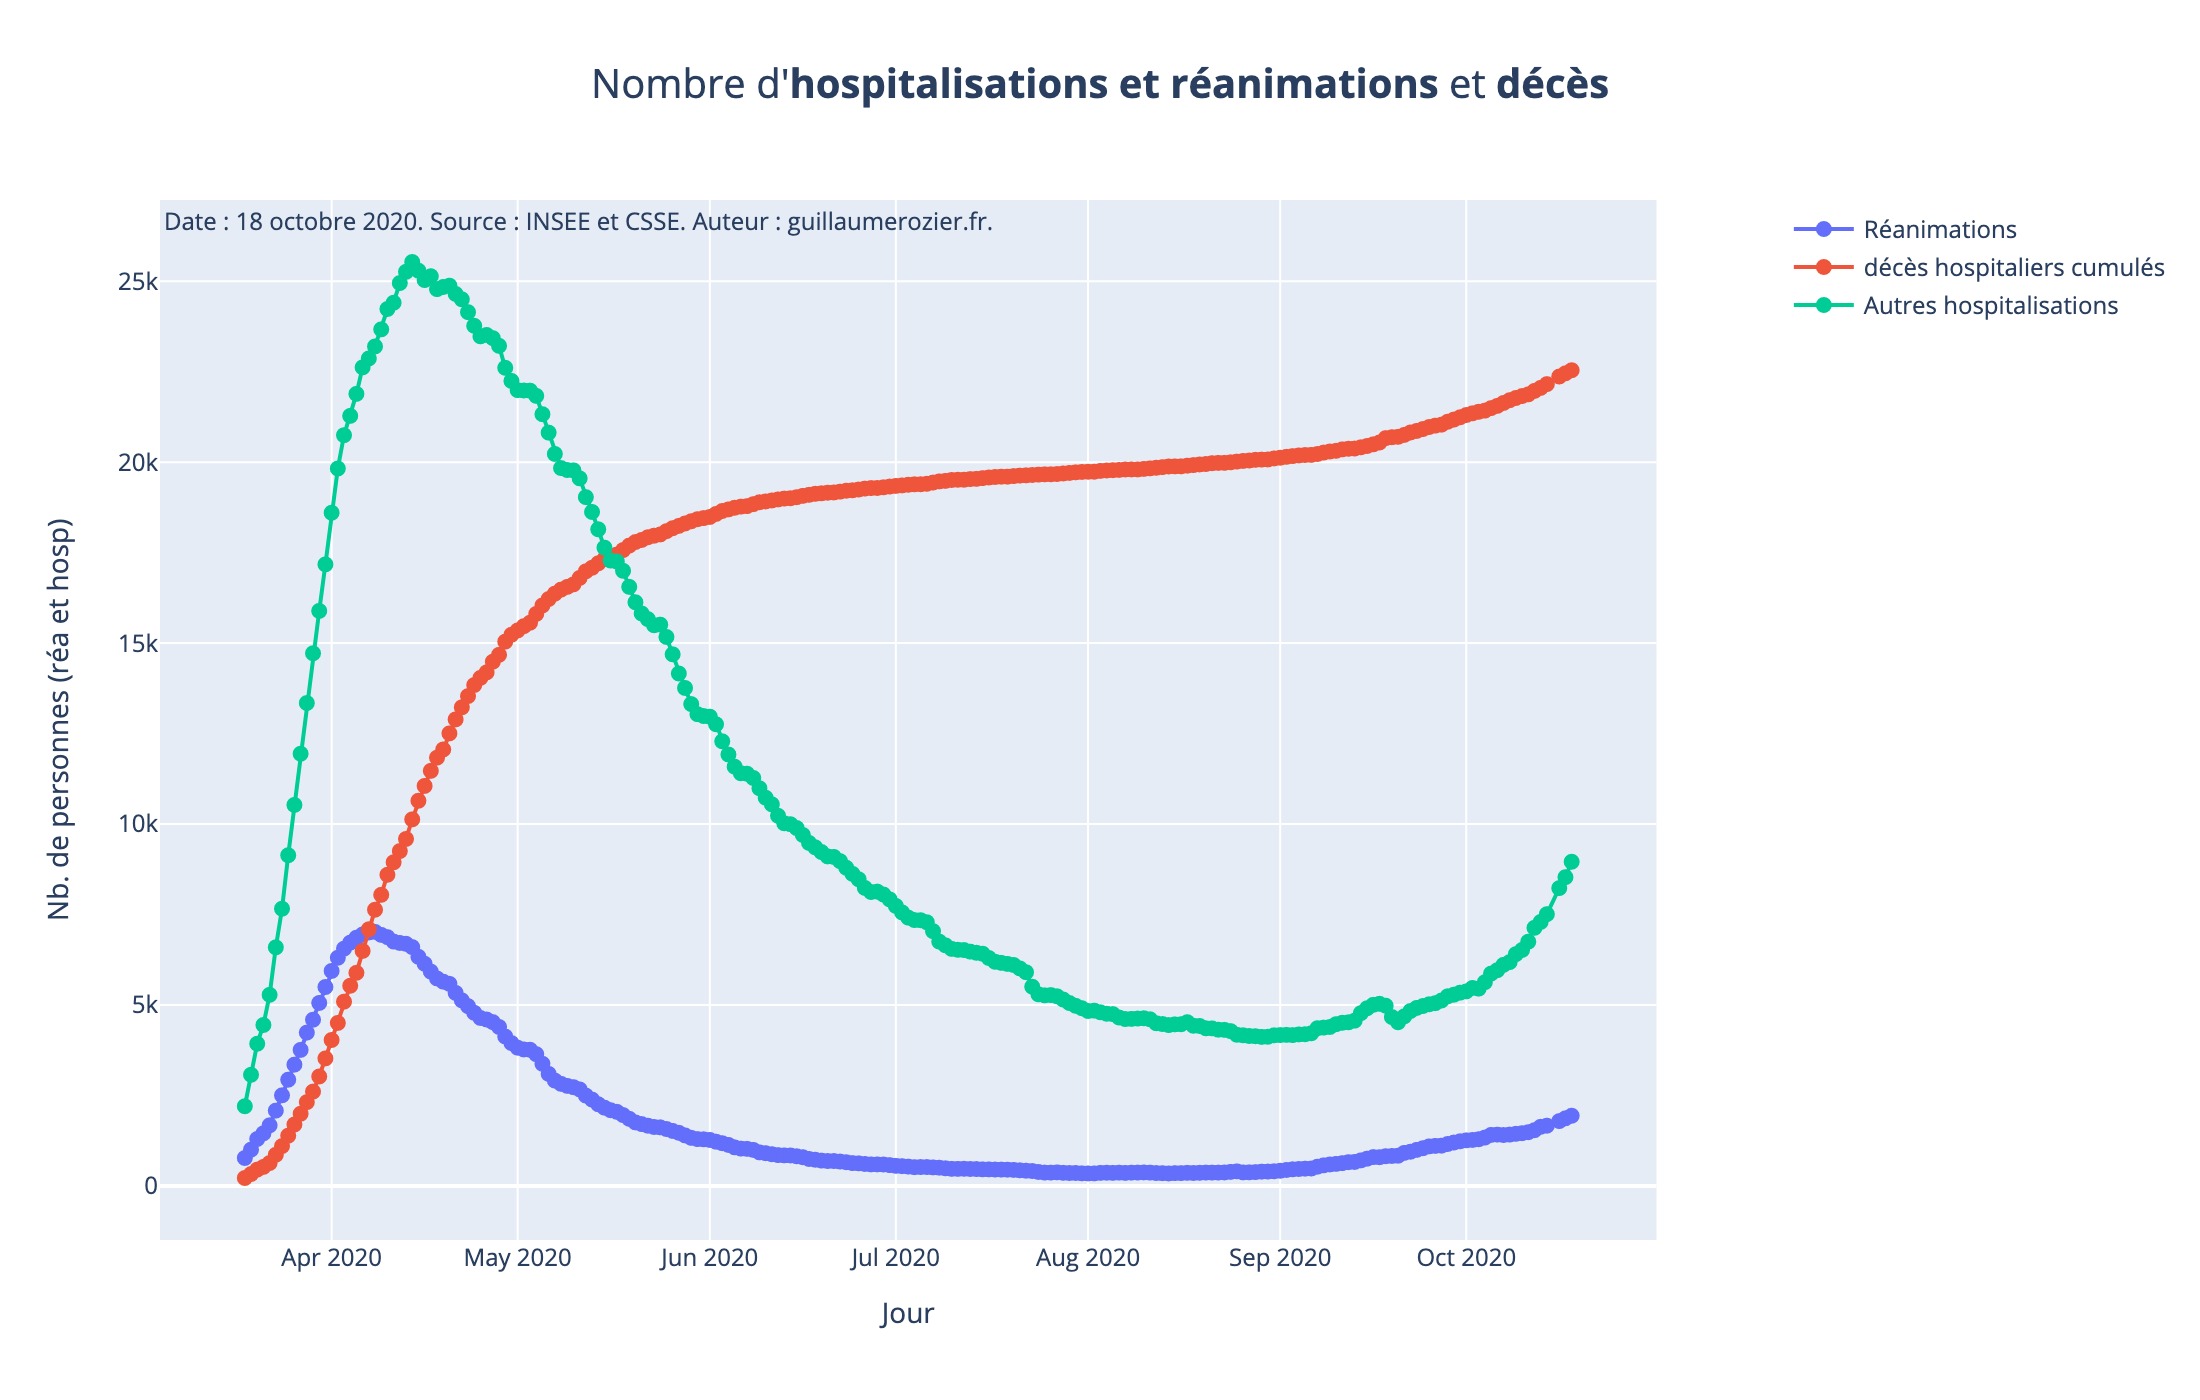 Nombre d'hospitalisations et réanimations et décès
Date : 18 octobre 2020. Source : INSEE et CSSE. Auteur : guillaumerozier.fr.
Réanimations
décès hospitaliers cumulés
Autres hospitalisations
Nb. de personnes (réa et hosp)
25k
20k
15k
10k
5k
0
Apr 2020 May 2020 Jun 2020 Jul 2020 Aug 2020 Sep 2020 Oct 2020
Jour